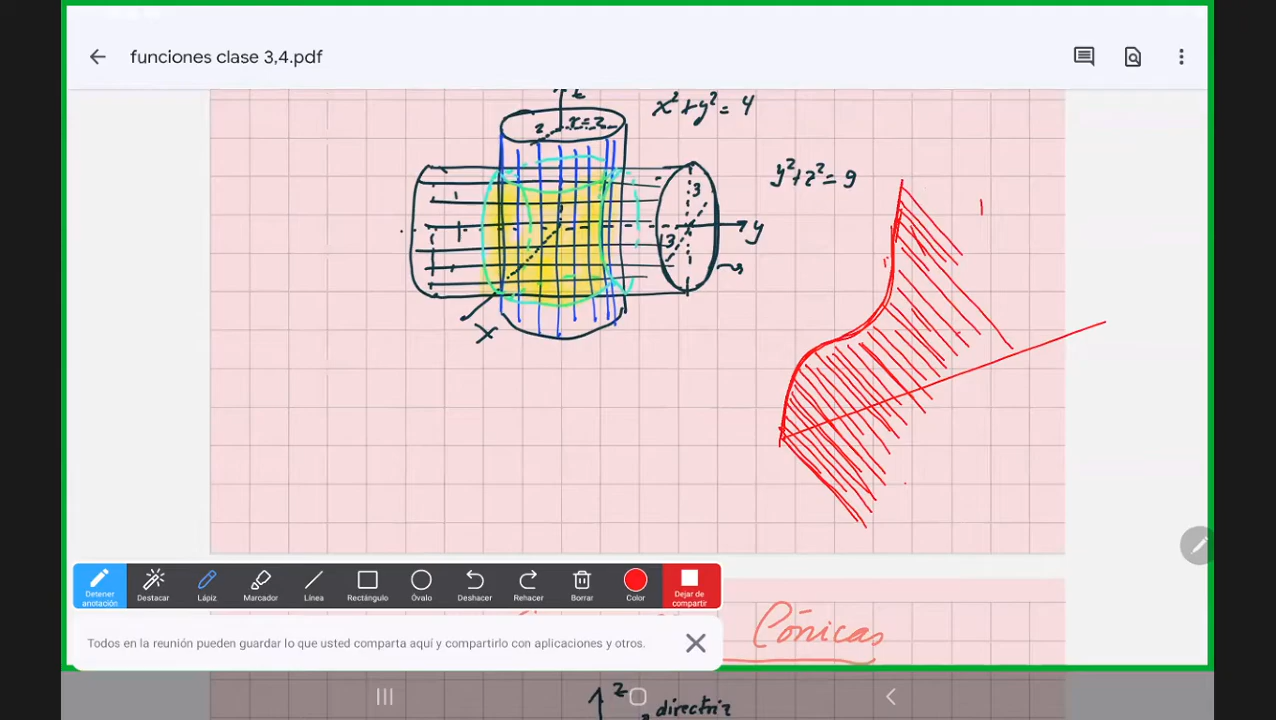 funciones clase 3,4.pdf
z
x² + y² = 4
2 x=2
y² + z² = 9
3
3
y
x
Detener anotación
Destacar
Lápiz
Marcador
Línea
Rectángulo
Óvalo
Deshacer
Rehacer
Borrar
Color
Dejar de compartir
Cónicas
Todos en la reunión pueden guardar lo que usted comparta aquí y compartirlo con aplicaciones y otros.
z
directriz